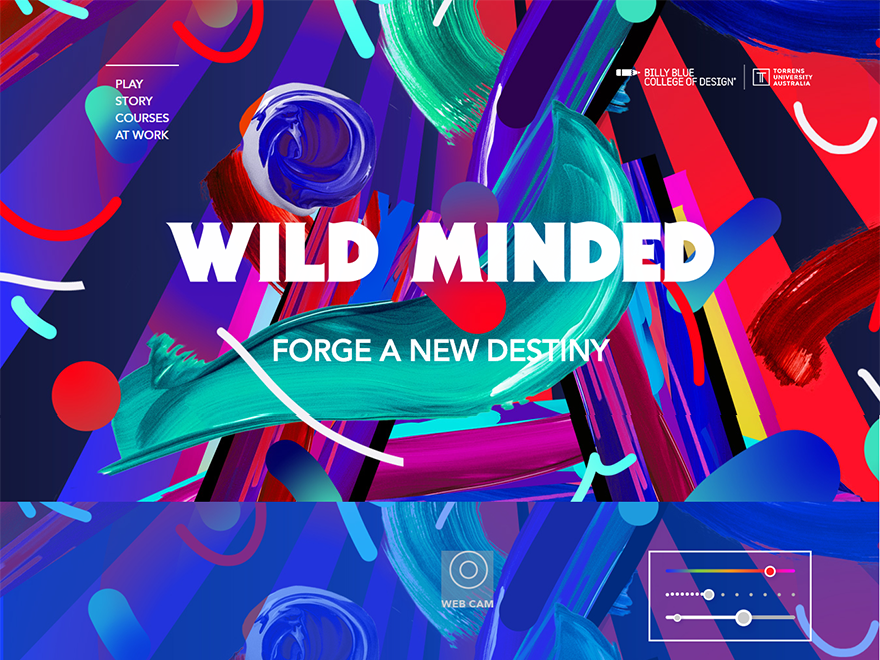 PLAY
STORY
COURSES
AT WORK
BILLY BLUE
COLLEGE OF DESIGN
TORRENS
UNIVERSITY
AUSTRALIA
WILD MINDED
FORGE A NEW DESTINY
WEB CAM